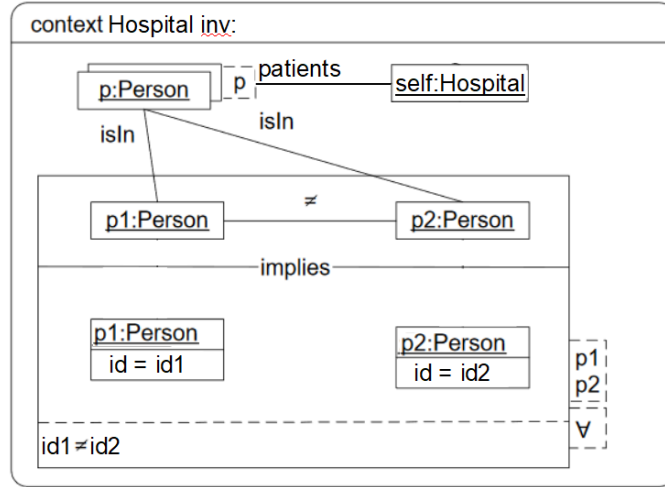 context Hospital inv:
p:Person
p
patients
self:Hospital
isIn
isIn
p1:Person
≠
p2:Person
implies
p1:Person
id = id1
p2:Person
id = id2
p1
p2
∀
id1≠id2